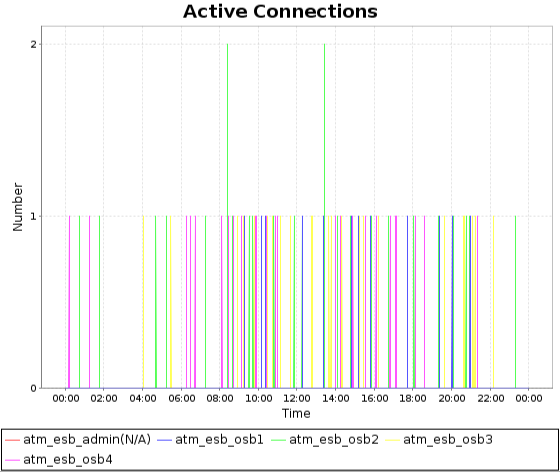 Active Connections
Number
2
1
0
00:00 02:00 04:00 06:00 08:00 10:00 12:00 14:00 16:00 18:00 20:00 22:00 00:00
Time
atm_esb_admin(N/A) atm_esb_osb1 atm_esb_osb2 atm_esb_osb3
atm_esb_osb4